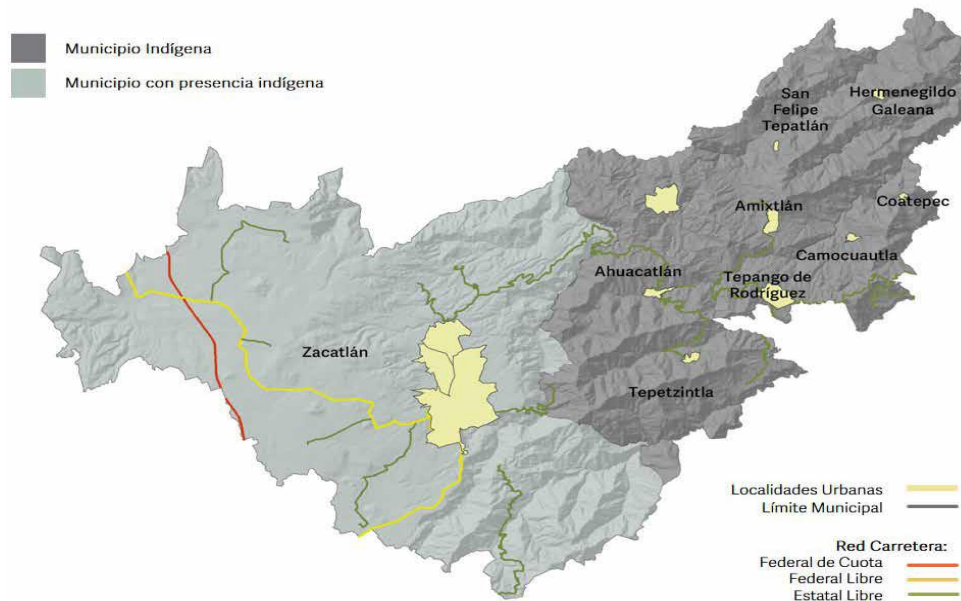 Municipio Indígena
Municipio con presencia indígena
San
Felipe
Tepatlán
Hermenegildo
Galeana
Amixtlán
Coatepec
Camocuautla
Ahuacatlán
Tepango de
Rodríguez
Zacatlán
Tepetzintla
Localidades Urbanas
Límite Municipal
Red Carretera:
Federal de Cuota
Federal Libre
Estatal Libre